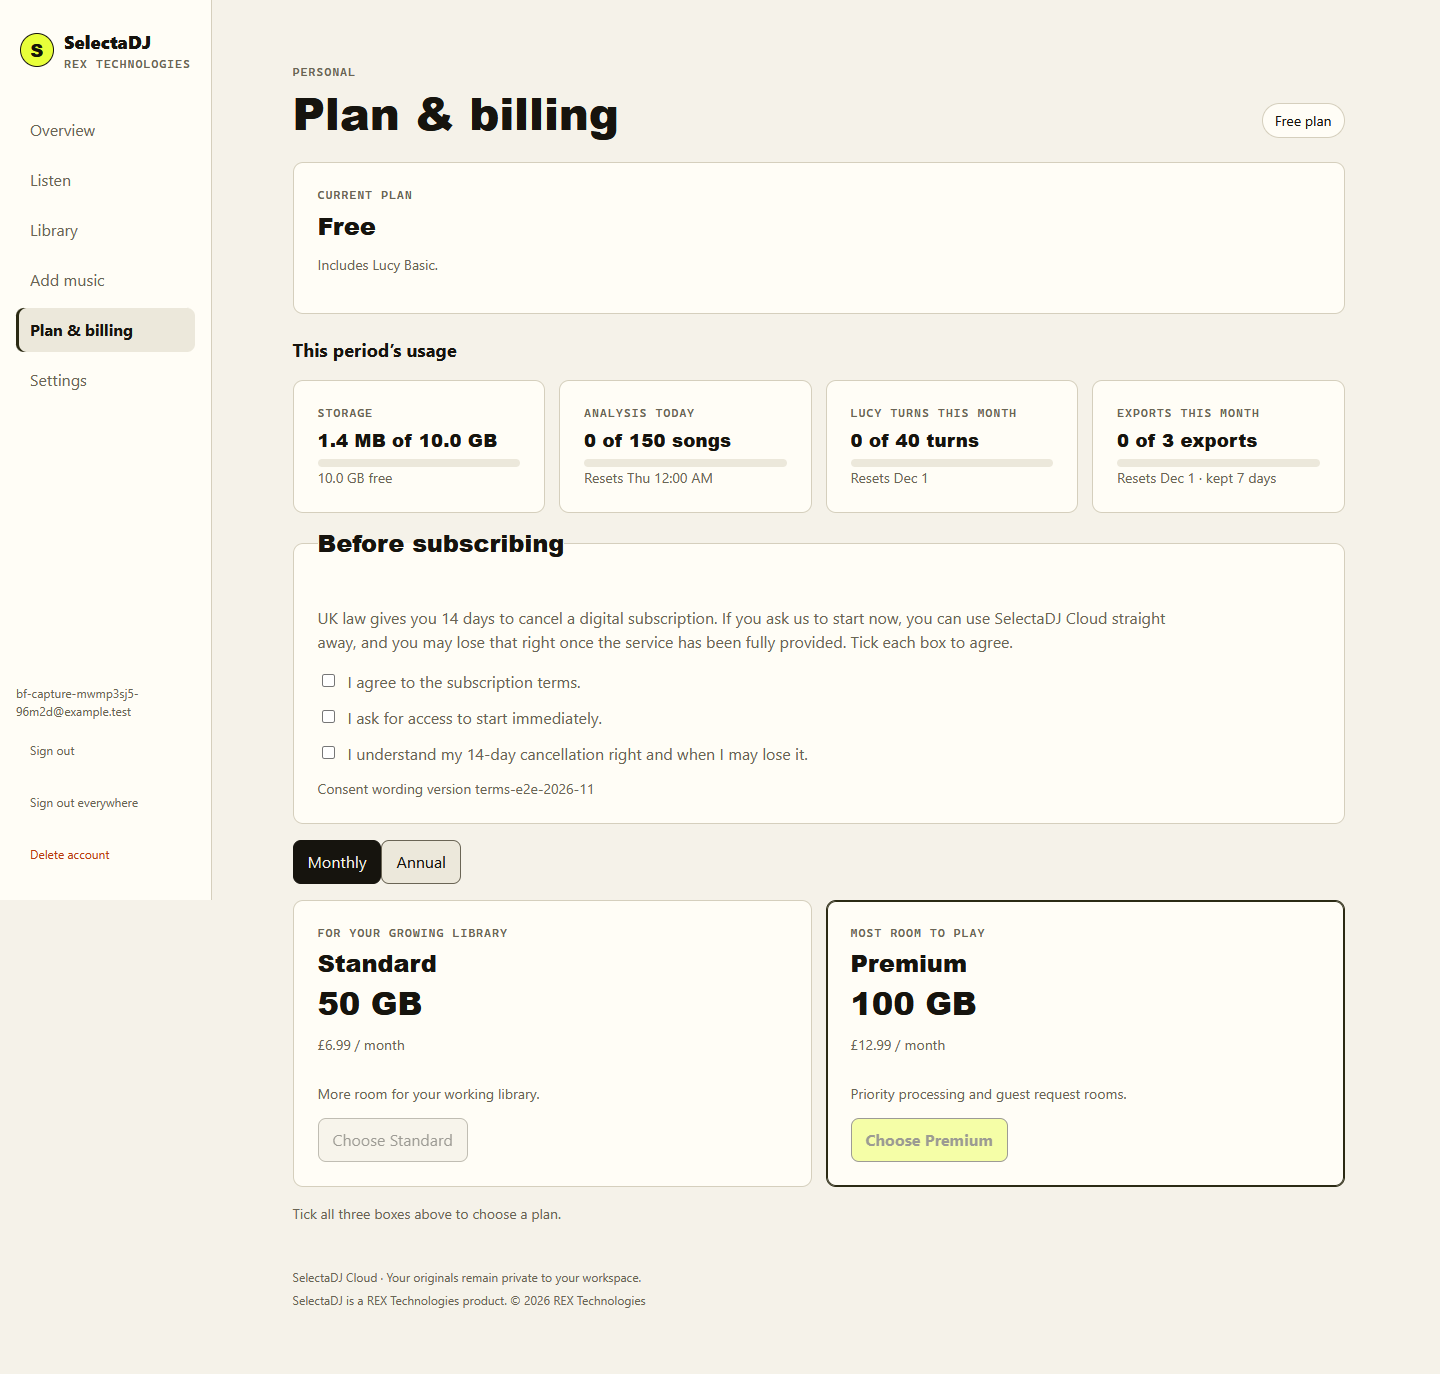 S
SelectaDJ
REX TECHNOLOGIES
Overview
Listen
Library
Add music
Plan & billing
Settings
bf-capture-mwmp3sj5-
96m2d@example.test
Sign out
Sign out everywhere
Delete account
PERSONAL
Plan & billing
Free plan
CURRENT PLAN
Free
Includes Lucy Basic.
This period’s usage
STORAGE
1.4 MB of 10.0 GB
10.0 GB free
ANALYSIS TODAY
0 of 150 songs
Resets Thu 12:00 AM
LUCY TURNS THIS MONTH
0 of 40 turns
Resets Dec 1
EXPORTS THIS MONTH
0 of 3 exports
Resets Dec 1 · kept 7 days
Before subscribing
UK law gives you 14 days to cancel a digital subscription. If you ask us to start now, you can use SelectaDJ Cloud straight
away, and you may lose that right once the service has been fully provided. Tick each box to agree.
I agree to the subscription terms.
I ask for access to start immediately.
I understand my 14-day cancellation right and when I may lose it.
Consent wording version terms-e2e-2026-11
Monthly
Annual
FOR YOUR GROWING LIBRARY
Standard
50 GB
£6.99 / month
More room for your working library.
Choose Standard
MOST ROOM TO PLAY
Premium
100 GB
£12.99 / month
Priority processing and guest request rooms.
Choose Premium
Tick all three boxes above to choose a plan.
SelectaDJ Cloud · Your originals remain private to your workspace.
SelectaDJ is a REX Technologies product. © 2026 REX Technologies